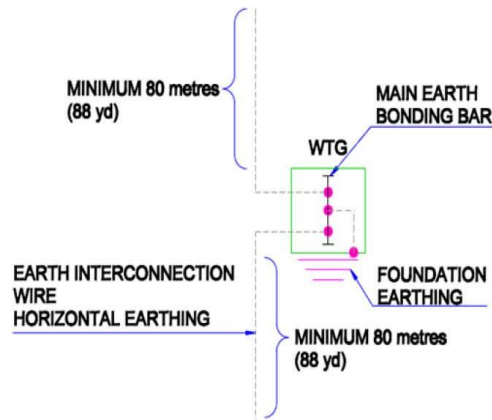 MINIMUM 80 metres
(88 yd)
MAIN EARTH
BONDING BAR
WTG
EARTH INTERCONNECTION
WIRE
HORIZONTAL EARTHING
FOUNDATION
EARTHING
MINIMUM 80 metres
(88 yd)